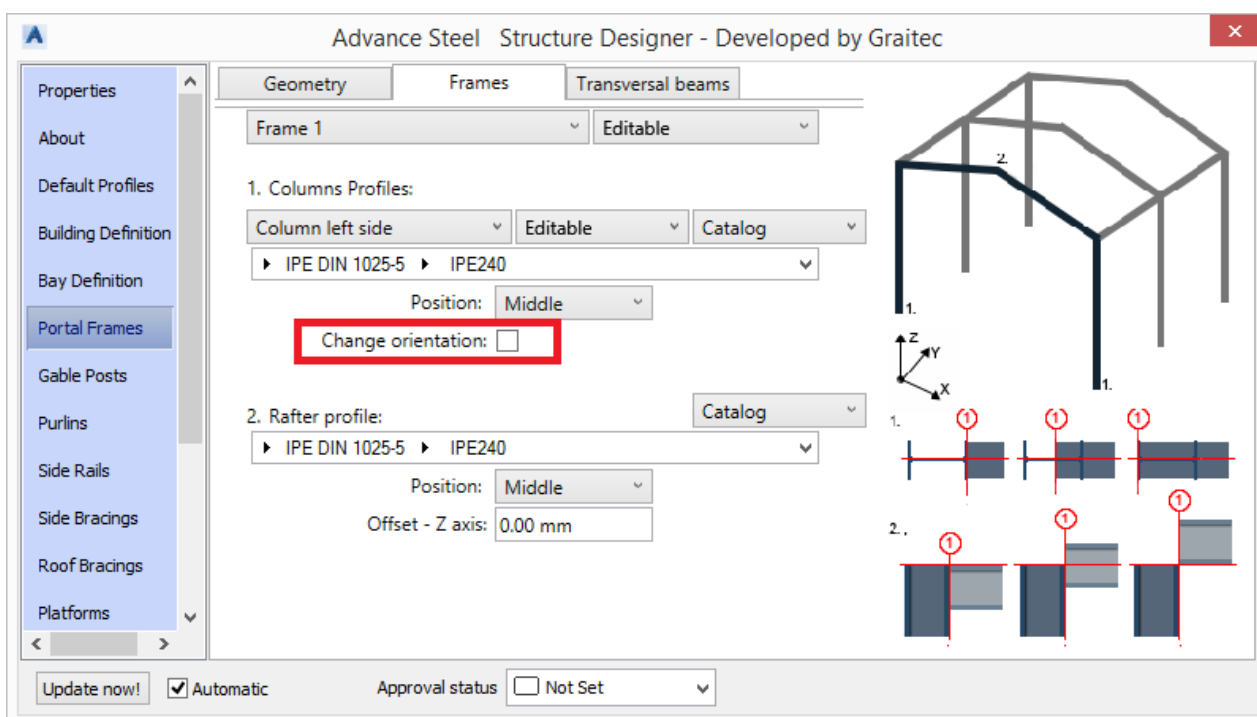 Advance Steel Structure Designer - Developed by Graitec
Properties
About
Default Profiles
Building Definition
Bay Definition
Portal Frames
Gable Posts
Purlins
Side Rails
Side Bracings
Roof Bracings
Platforms
Geometry Frames Transversal beams
Frame 1 Editable
1. Columns Profiles:
Column left side Editable Catalog
IPE DIN 1025-5 IPE240
Position: Middle
Change orientation:
2. Rafter profile: Catalog
IPE DIN 1025-5 IPE240
Position: Middle
Offset - Z axis: 0.00 mm
2.
1.
1.
Z
Y
X
1.
1 1 1
2. .
1 1 1
Update now! Automatic Approval status Not Set